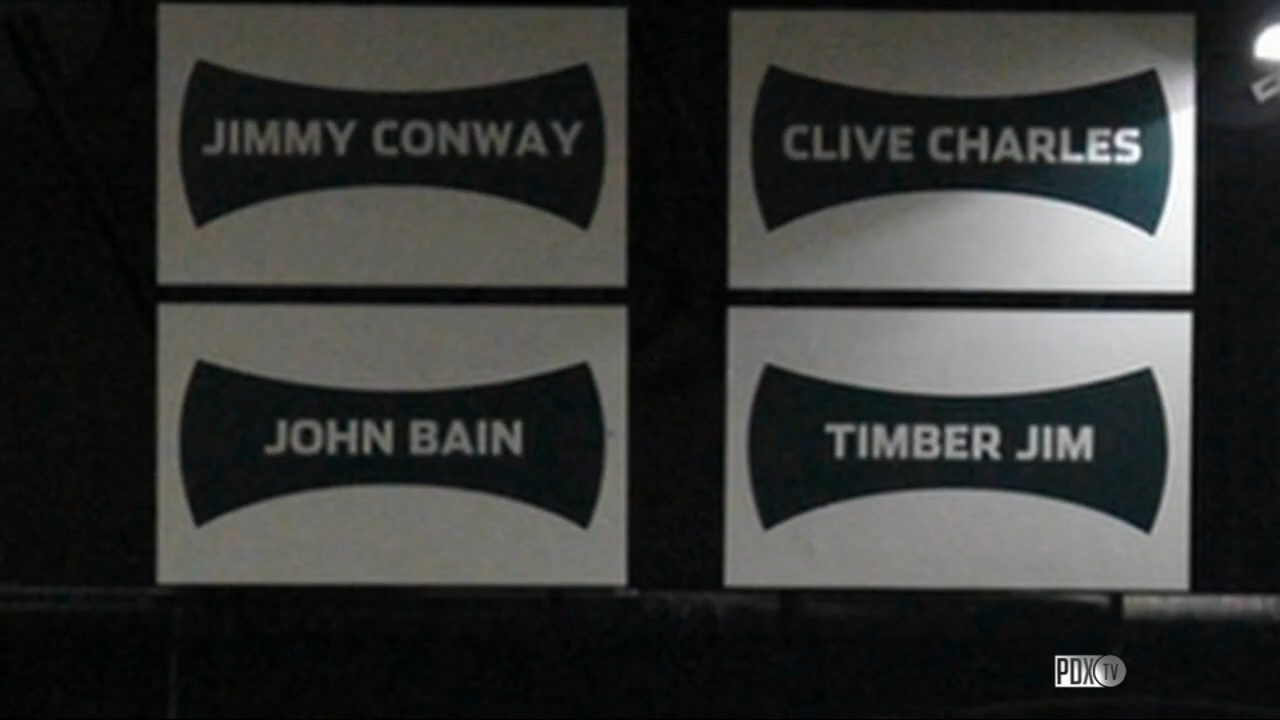 JIMMY CONWAY
CLIVE CHARLES
JOHN BAIN
TIMBER JIM
PDX TV